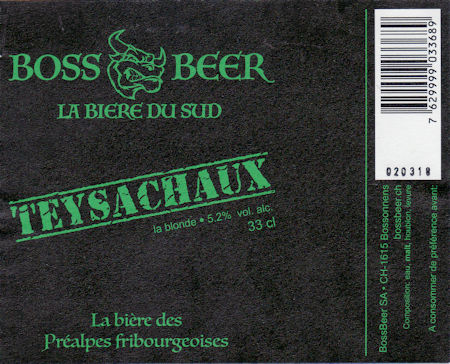 BOSS BEER
LA BIERE DU SUD
TEYSACHAUX
la blonde • 5.2% vol. alc.
33 cl
La bière des
Préalpes fribourgeoises
7 629999 033689
020318
BossBeer SA • CH-1615 Bossonnens
bossbeer.ch
Composition: eau, malt, houblon, levure
A consommer de préférence avant: